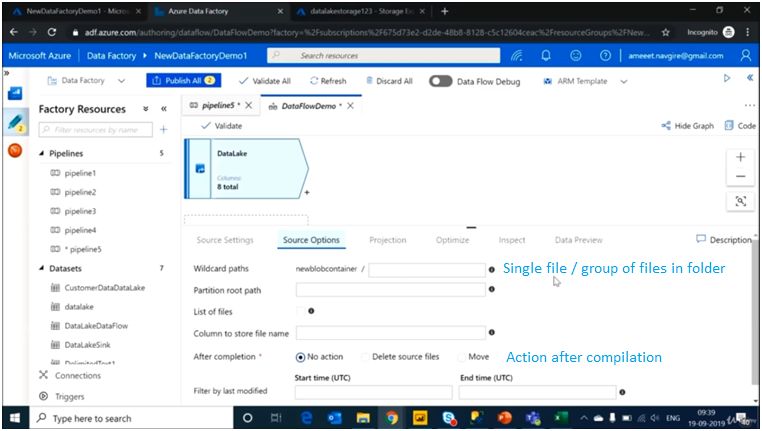 NewDataFactoryDemo1 - Micros
Azure Data Factory
datalakestorage123 - Storage Ex
adf.azure.com/authoring/dataflow/DataFlowDemo?factory=%2Fsubscriptions%2F675d73e2-d2de-48b8-8128-c5c12604ceac%2FresourceGroups%2FNew...
Incognito
Microsoft Azure
Data Factory
NewDataFactoryDemo1
Search resources
ameeet.navgire@gmail.com
Data Factory
Publish All 2
Validate All
Refresh
Discard All
Data Flow Debug
ARM Template
Factory Resources
pipeline5 *
DataFlowDemo *
Filter resources by name
Validate
Hide Graph
Code
Pipelines 5
pipeline1
pipeline2
pipeline3
pipeline4
* pipeline5
Datasets 7
CustomerDataDataLake
datalake
DataLakeDataFlow
DataLakeSink
DelimitedText1
Connections
Triggers
DataLake
Columns:
8 total
Source Settings
Source Options
Projection
Optimize
Inspect
Data Preview
Description
Wildcard paths
newblobcontainer /
Single file / group of files in folder
Partition root path
List of files
Column to store file name
After completion *
No action
Delete source files
Move
Action after compilation
Start time (UTC)
End time (UTC)
Filter by last modified
Type here to search
ENG
09:39
19-09-2019